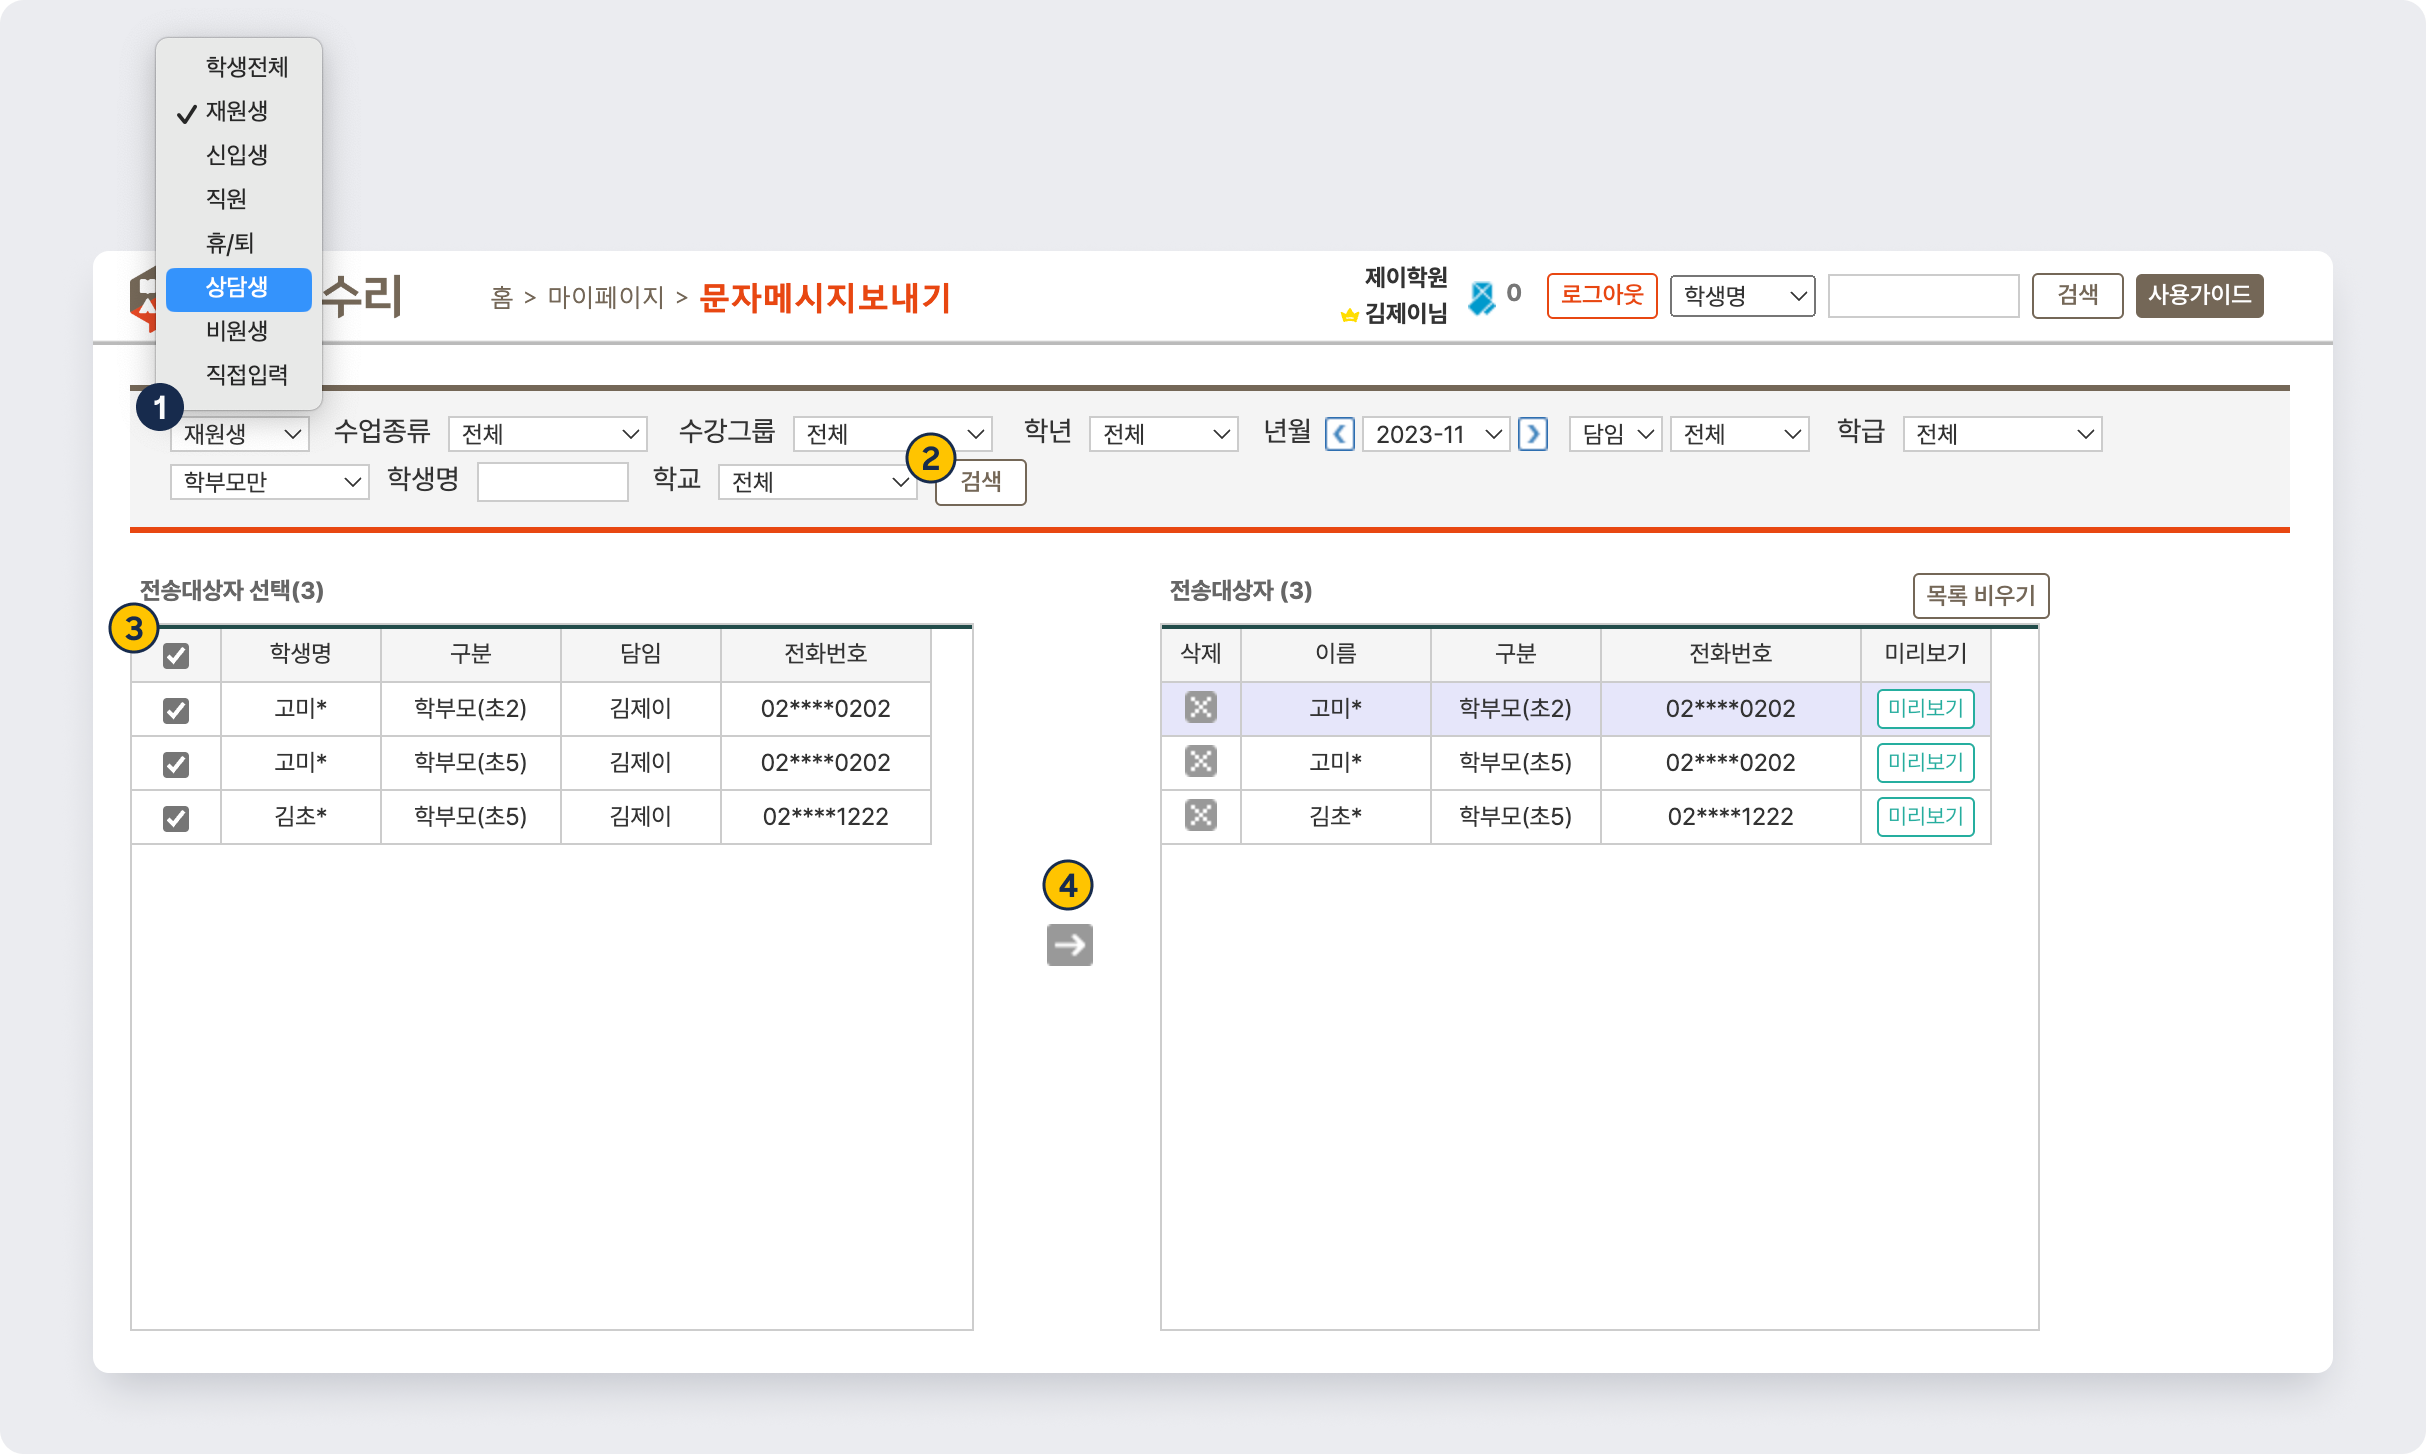 학생전체
재원생
신입생
직원
휴/퇴
상담생
비원생
직접입력
수리
홈 > 마이페이지 > 문자메시지보내기
제이학원
김제이님
0
로그아웃
학생명
검색
사용가이드
1
재원생 수업종류 전체 수강그룹 전체 학년 전체 년월 2023-11 담임 전체 학급 전체
2
학부모만 학생명 학교 전체 검색
전송대상자 선택(3)
3
학생명 구분 담임 전화번호
고미* 학부모(초2) 김제이 02****0202
고미* 학부모(초5) 김제이 02****0202
김초* 학부모(초5) 김제이 02****1222
4
전송대상자 (3) 목록 비우기
삭제 이름 구분 전화번호 미리보기
고미* 학부모(초2) 02****0202 미리보기
고미* 학부모(초5) 02****0202 미리보기
김초* 학부모(초5) 02****1222 미리보기